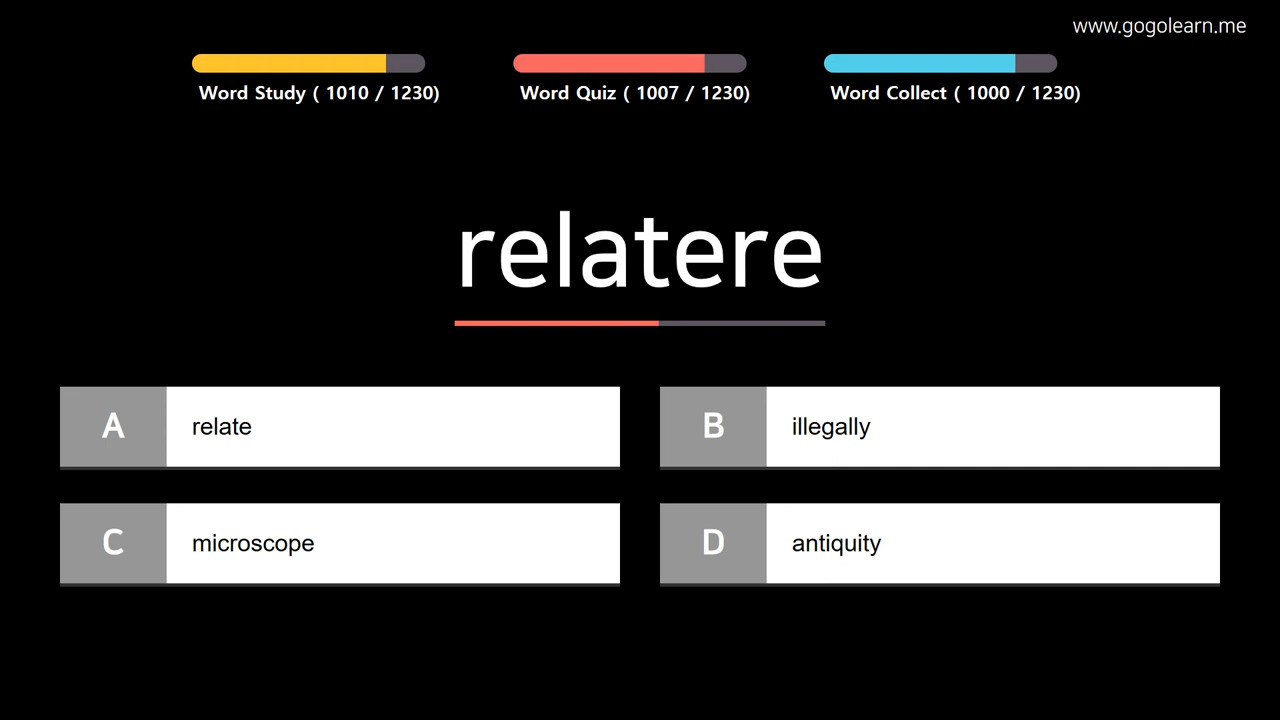 www.gogolearn.me
Word Study ( 1010 / 1230)
Word Quiz ( 1007 / 1230)
Word Collect ( 1000 / 1230)
relatere
A relate
B illegally
C microscope
D antiquity